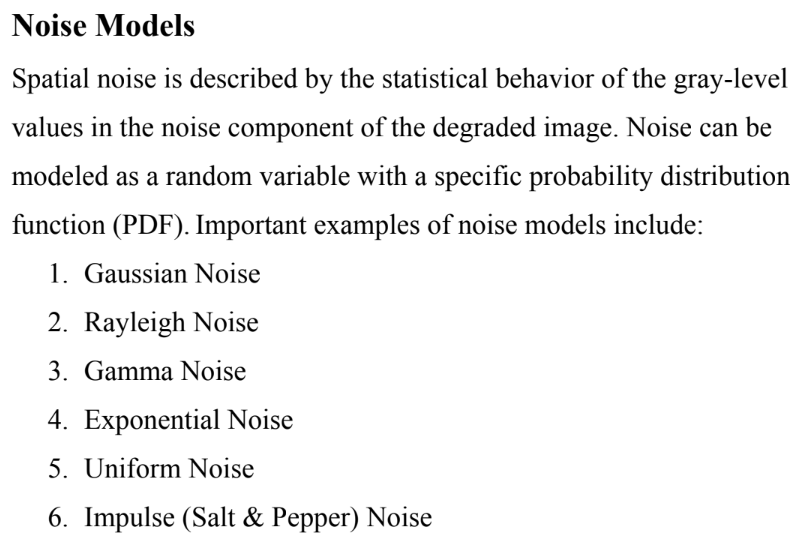 Noise Models
Spatial noise is described by the statistical behavior of the gray-level
values in the noise component of the degraded image. Noise can be
modeled as a random variable with a specific probability distribution
function (PDF). Important examples of noise models include:
1. Gaussian Noise
2. Rayleigh Noise
3. Gamma Noise
4. Exponential Noise
5. Uniform Noise
6. Impulse (Salt & Pepper) Noise